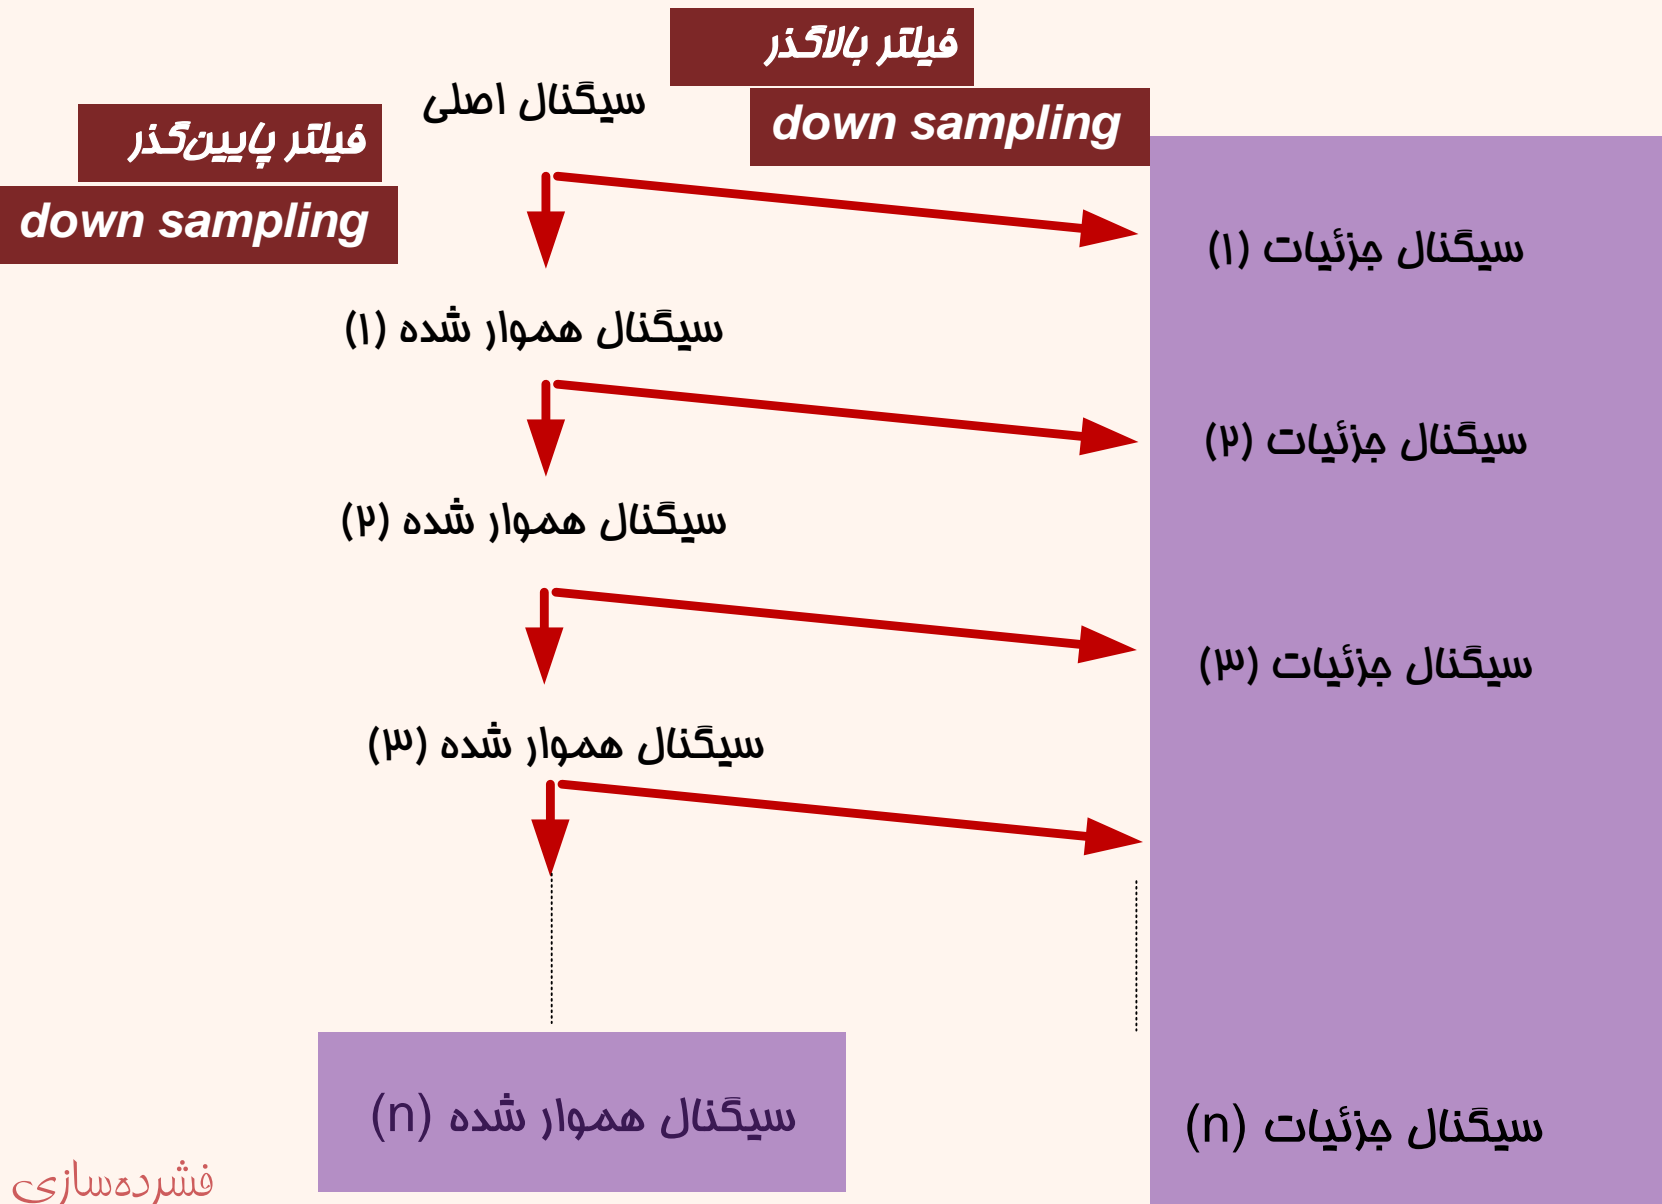 فیلتر بالاگذر
down sampling
سیگنال اصلی
فیلتر پایین‌گذر
down sampling
سیگنال جزئیات (۱)
سیگنال هموار شده (۱)
سیگنال جزئیات (۲)
سیگنال هموار شده (۲)
سیگنال جزئیات (۳)
سیگنال هموار شده (۳)
سیگنال جزئیات (n)
سیگنال هموار شده (n)
فشرده‌سازی